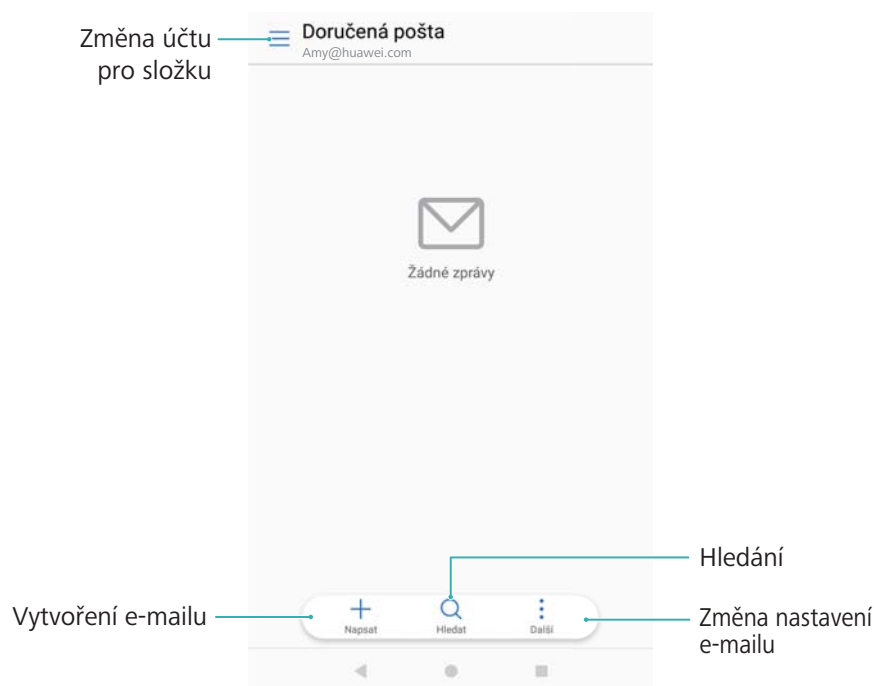 Změna účtu
pro složku
Doručená pošta
Amy@huawei.com
Žádné zprávy
Hledání
Vytvoření e-mailu
Napsat
Hledat
Další
Změna nastavení
e-mailu